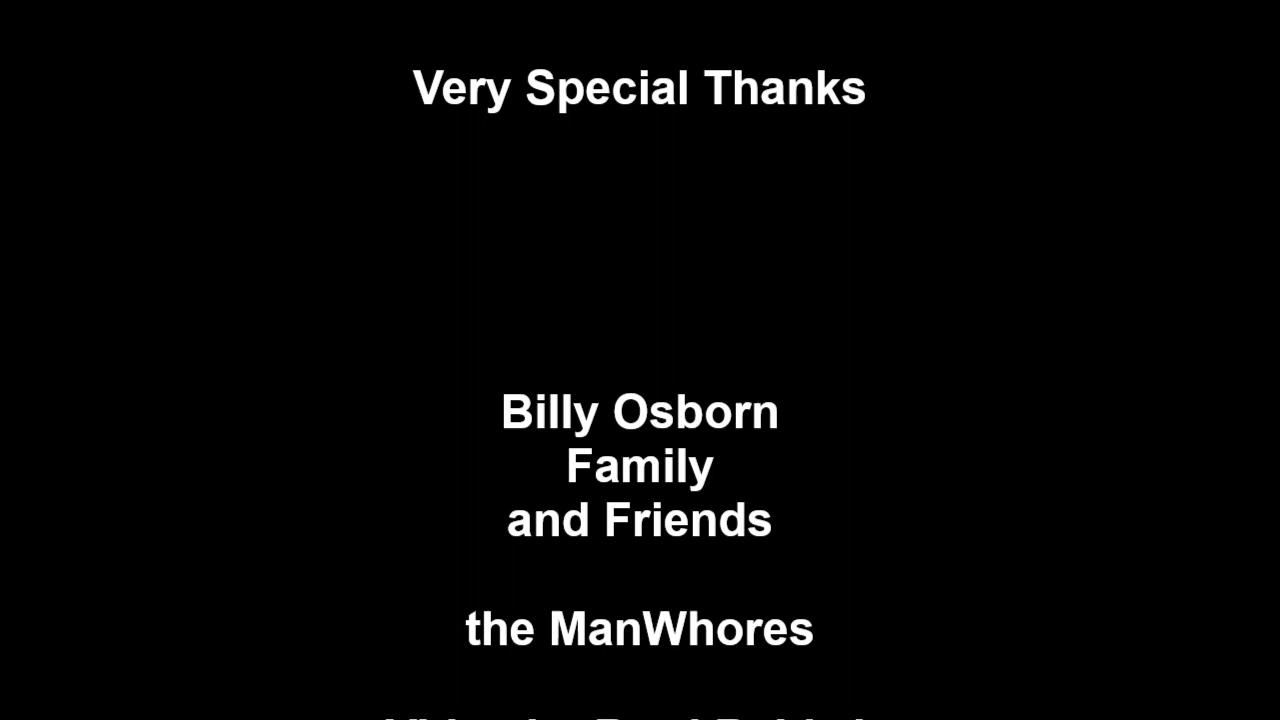 Very Special Thanks
Billy Osborn
Family
and Friends
the ManWhores